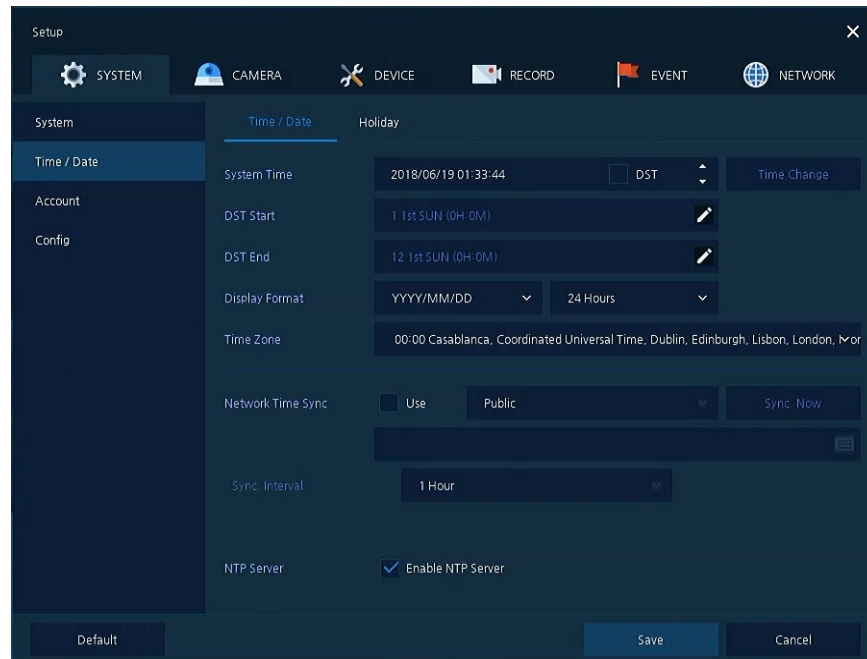 Setup
SYSTEM CAMERA DEVICE RECORD EVENT NETWORK
System
Time / Date
Account
Config
Time / Date Holiday
System Time 2018/06/19 01:33:44 DST Time Change
DST Start 1 1st SUN (0H:0M)
DST End 12 1st SUN (0H:0M)
Display Format YYYY/MM/DD 24 Hours
Time Zone 00:00 Casablanca, Coordinated Universal Time, Dublin, Edinburgh, Lisbon, London,
Network Time Sync Use Public Sync. Now
Sync. Interval 1 Hour
NTP Server Enable NTP Server
Default Save Cancel